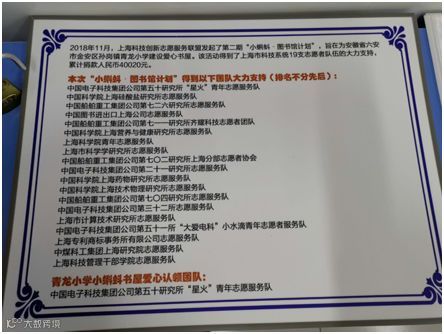 2018年11月，上海科技创新志愿服务联盟发起了第二期“小蝌蚪·图书馆计划”，旨在为安徽省六安
市金安区孙岗镇青龙小学建设爱心书屋。该活动得到了上海市科技系统19支志愿者队伍的大力支持，
累计捐款人民币40020元。
本次“小蝌蚪·图书馆计划”得到以下团队大力支持（排名不分先后）：
中国电子科技集团公司第五十研究所“星火”青年志愿服务队
中国科学院上海硅酸盐研究所志愿服务队
中国船舶重工集团公司第七二六研究所志愿服务队
中国图书进出口上海公司志愿服务队
中国船舶重工集团公司第七一一研究所齐耀科技志愿者团队
中国科学院上海营养与健康研究所志愿服务队
上海科学院青年志愿服务队
上海市科学学研究所志愿服务队
中国船舶重工集团公司第七〇二研究所上海分部志愿者协会
中国电子科技集团公司第二十一研究所志愿服务队
中国科学院上海药物研究所志愿服务队
中国科学院上海技术物理研究所志愿服务队
中国船舶重工集团公司第七〇四研究所志愿服务队
中国电子科技集团公司第三十二所志愿服务队
上海市计算技术研究所志愿服务队
中国电子科技集团公司第五十一所“大爱电科”小水滴青年志愿者服务队
上海专利商标事务所有限公司志愿服务队
中煤科工集团上海研究院志愿服务队
上海科技管理干部学院志愿服务队
青龙小学小蝌蚪书屋爱心认领团队：
中国电子科技集团公司第五十研究所“星火”青年志愿服务队
大数跨境